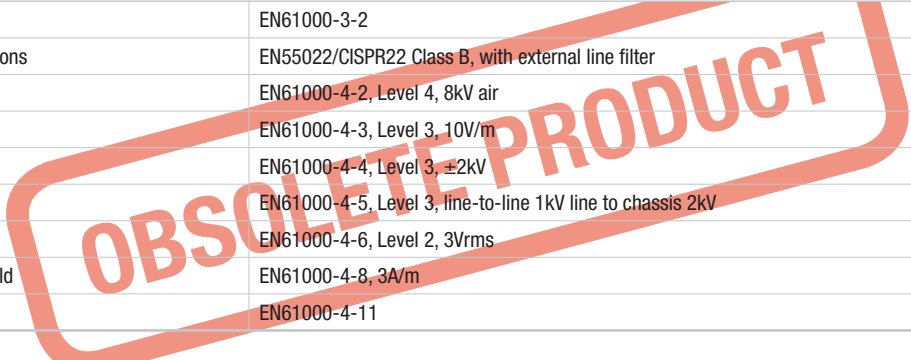 EN61000-3-2
ons EN55022/CISPR22 Class B, with external line filter
EN61000-4-2, Level 4, 8kV air
EN61000-4-3, Level 3, 10V/m
EN61000-4-4, Level 3, ±2kV
EN61000-4-5, Level 3, line-to-line 1kV line to chassis 2kV
EN61000-4-6, Level 2, 3Vrms
ld EN61000-4-8, 3A/m
EN61000-4-11
OBSOLETE PRODUCT